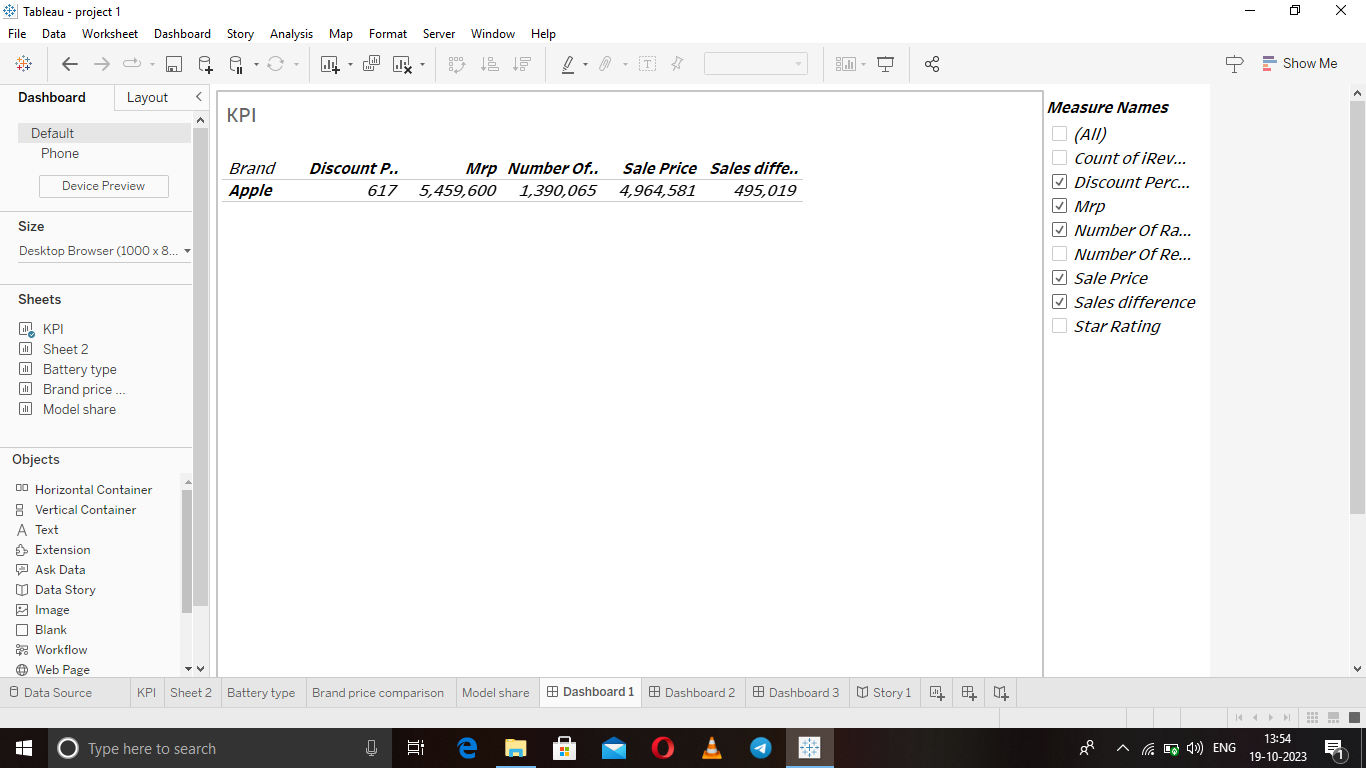 Tableau - project 1
File Data Worksheet Dashboard Story Analysis Map Format Server Window Help
Show Me
Dashboard Layout
Default
Phone
Device Preview
Size
Desktop Browser (1000 x 8...
Sheets
KPI
Sheet 2
Battery type
Brand price ...
Model share
Objects
Horizontal Container
Vertical Container
Text
Extension
Ask Data
Data Story
Image
Blank
Workflow
Web Page
KPI
Brand Discount P.. Mrp Number Of.. Sale Price Sales diffe..
Apple 617 5,459,600 1,390,065 4,964,581 495,019
Measure Names
(All)
Count of iRev...
Discount Perc...
Mrp
Number Of Ra...
Number Of Re...
Sale Price
Sales difference
Star Rating
Data Source KPI Sheet 2 Battery type Brand price comparison Model share Dashboard 1 Dashboard 2 Dashboard 3 Story 1
Type here to search
ENG
13:54
19-10-2023
1